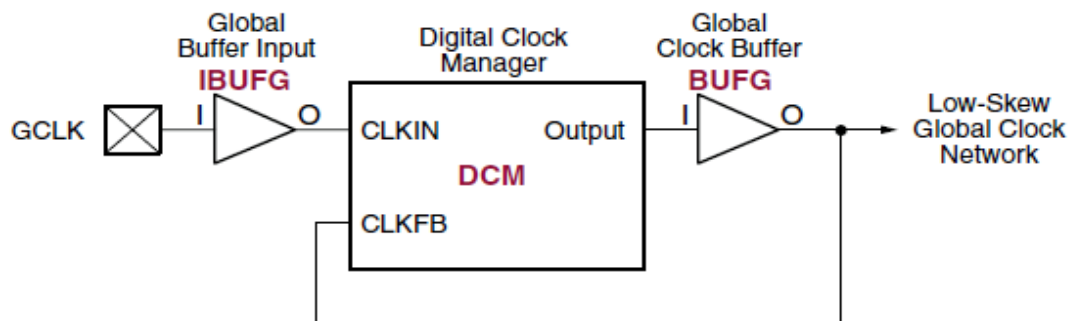 Global
Buffer Input
IBUFG
Digital Clock
Manager
Global
Clock Buffer
BUFG
GCLK
I
O
CLKIN
Output
I
O
Low-Skew
Global Clock
Network
DCM
CLKFB